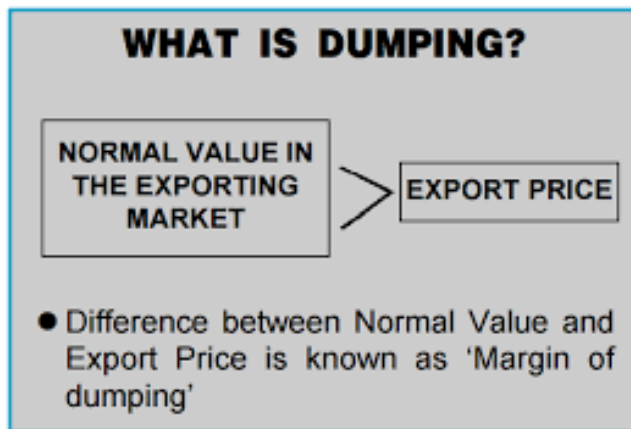 WHAT IS DUMPING?
NORMAL VALUE IN
THE EXPORTING
MARKET
>
EXPORT PRICE
● Difference between Normal Value and
Export Price is known as ‘Margin of
dumping’